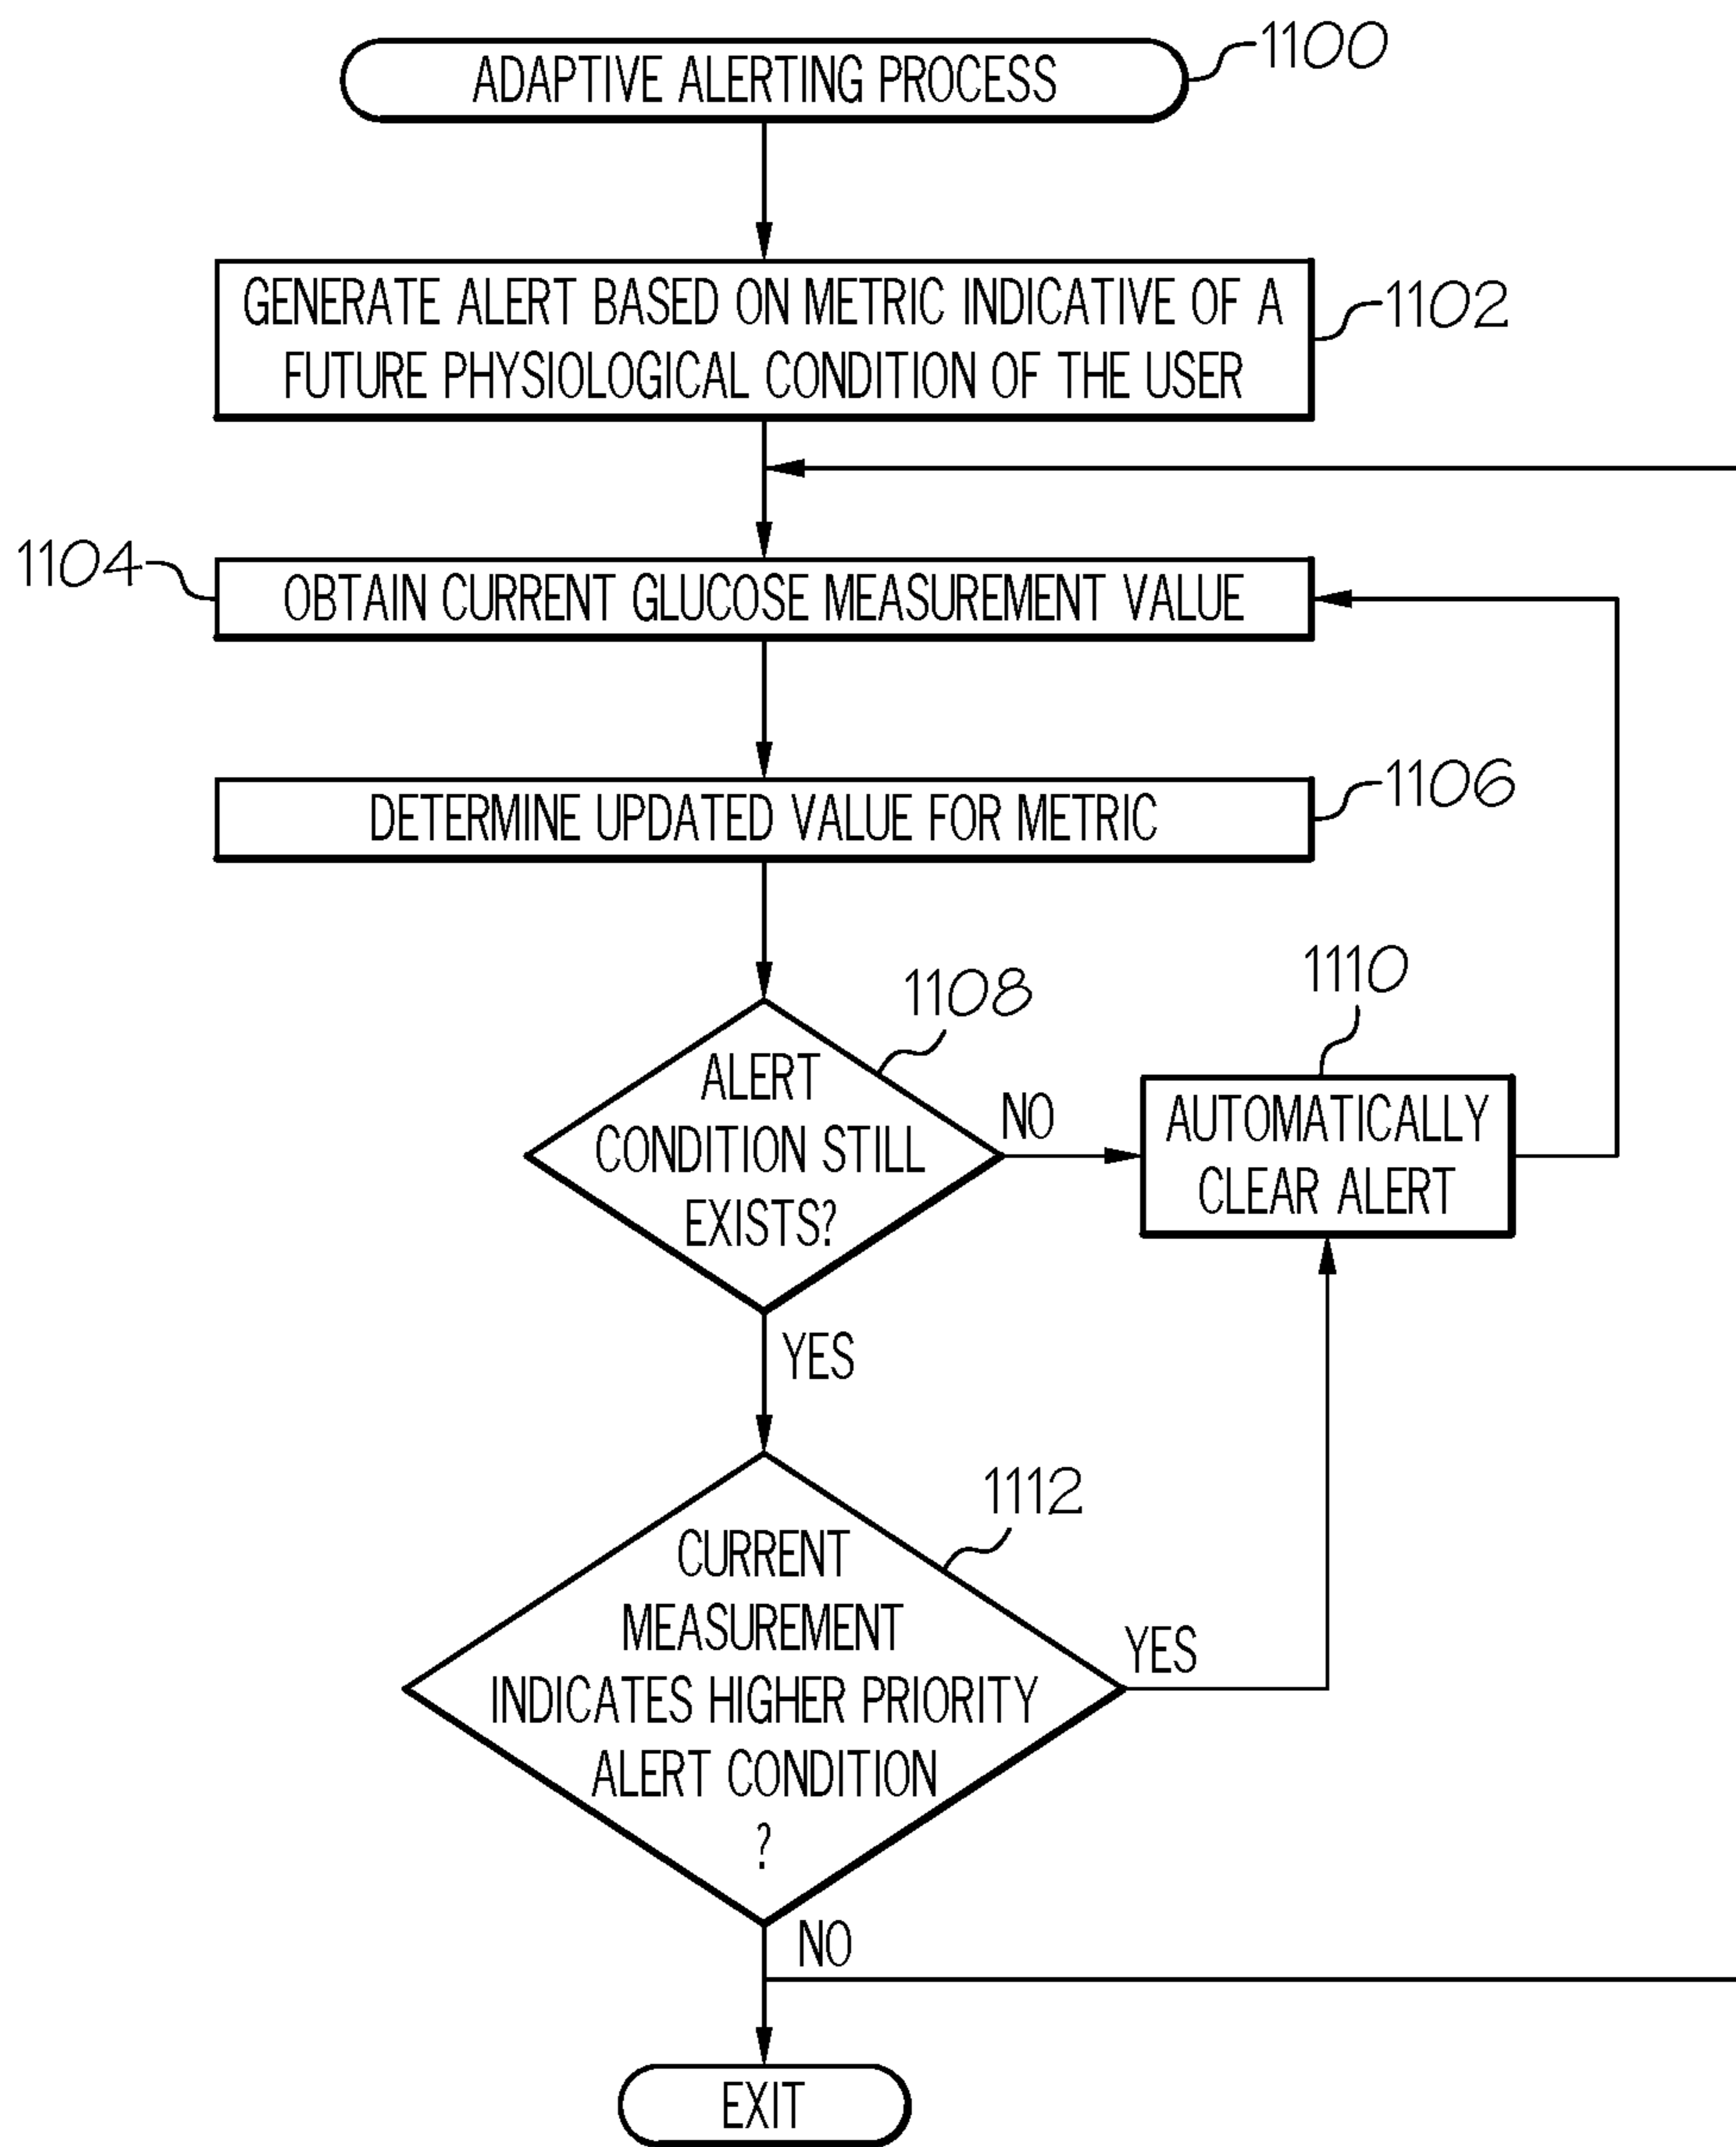 ADAPTIVE ALERTING PROCESS
1100
GENERATE ALERT BASED ON METRIC INDICATIVE OF A
FUTURE PHYSIOLOGICAL CONDITION OF THE USER
1102
1104
OBTAIN CURRENT GLUCOSE MEASUREMENT VALUE
DETERMINE UPDATED VALUE FOR METRIC
1106
ALERT
CONDITION STILL
EXISTS?
1108
NO
1110
AUTOMATICALLY
CLEAR ALERT
YES
CURRENT
MEASUREMENT
INDICATES HIGHER PRIORITY
ALERT CONDITION
?
1112
YES
NO
EXIT